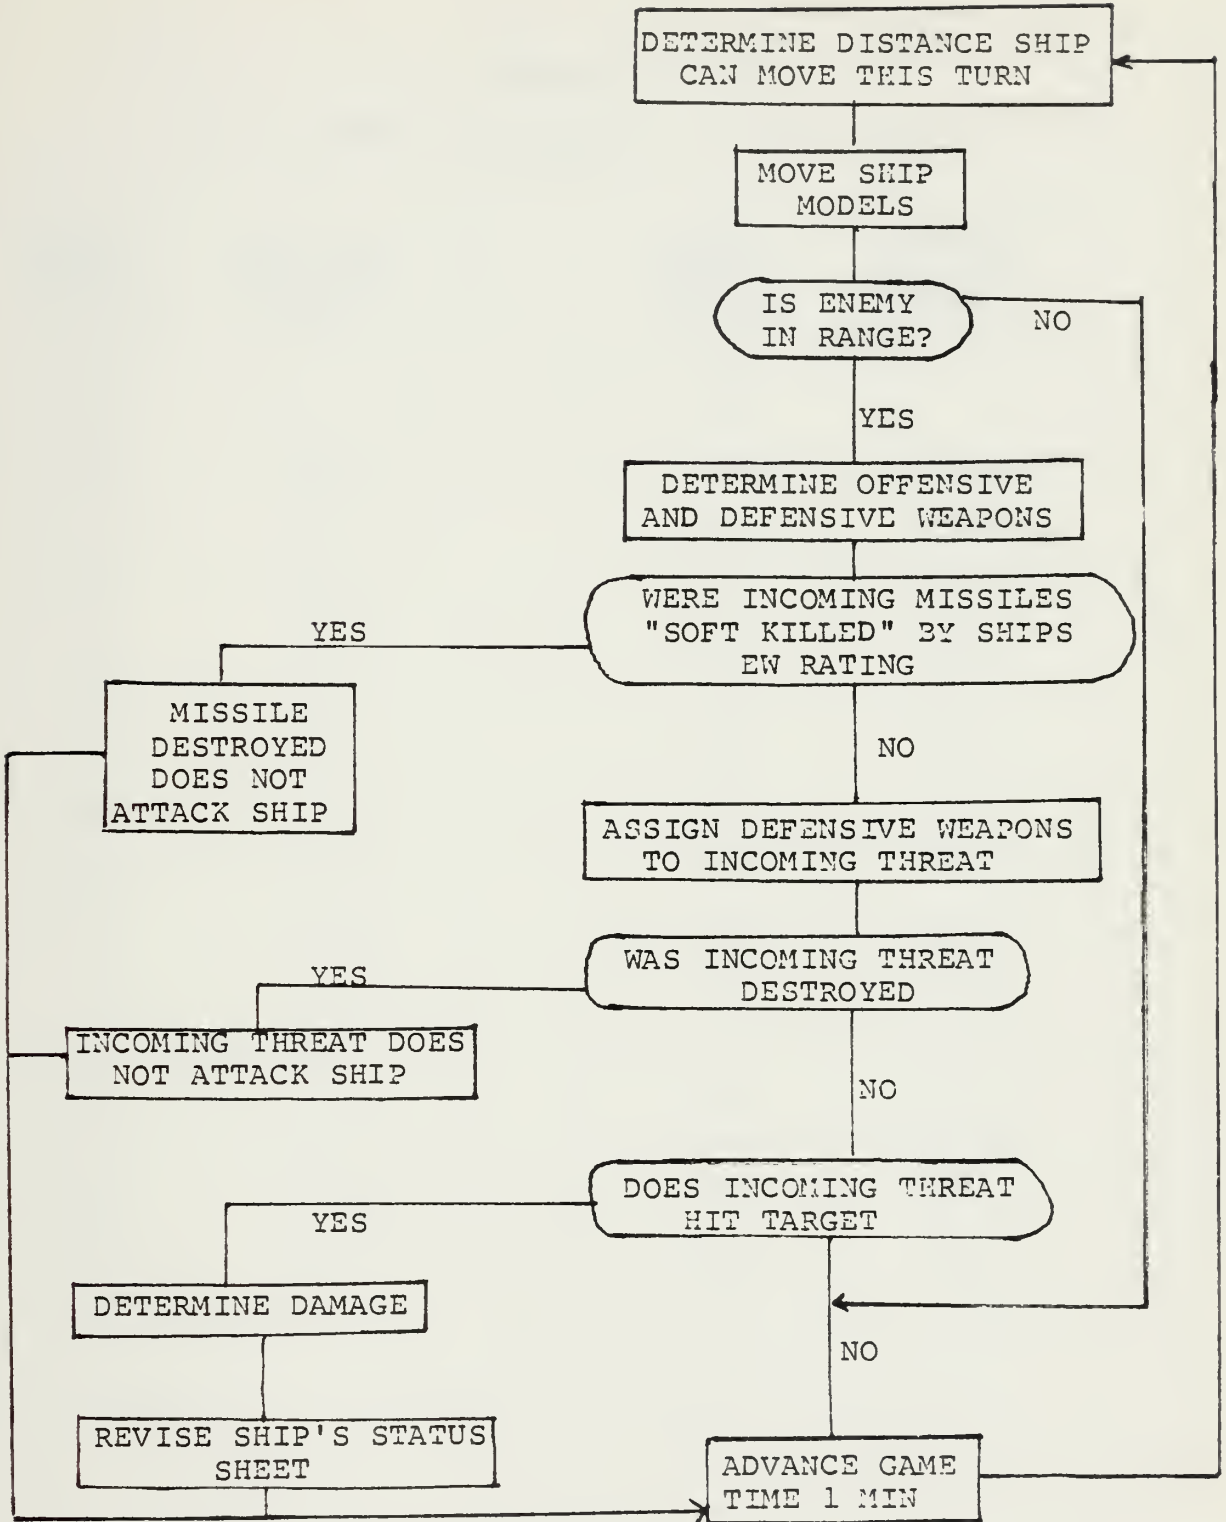 DETERMINE DISTANCE SHIP
CAN MOVE THIS TURN
MOVE SHIP
MODELS
IS ENEMY
IN RANGE?
NO
YES
DETERMINE OFFENSIVE
AND DEFENSIVE WEAPONS
WERE INCOMING MISSILES
"SOFT KILLED" BY SHIPS
EW RATING
YES
MISSILE
DESTROYED
DOES NOT
ATTACK SHIP
NO
ASSIGN DEFENSIVE WEAPONS
TO INCOMING THREAT
WAS INCOMING THREAT
DESTROYED
YES
INCOMING THREAT DOES
NOT ATTACK SHIP
NO
DOES INCOMING THREAT
HIT TARGET
YES
DETERMINE DAMAGE
NO
REVISE SHIP'S STATUS
SHEET
ADVANCE GAME
TIME 1 MIN